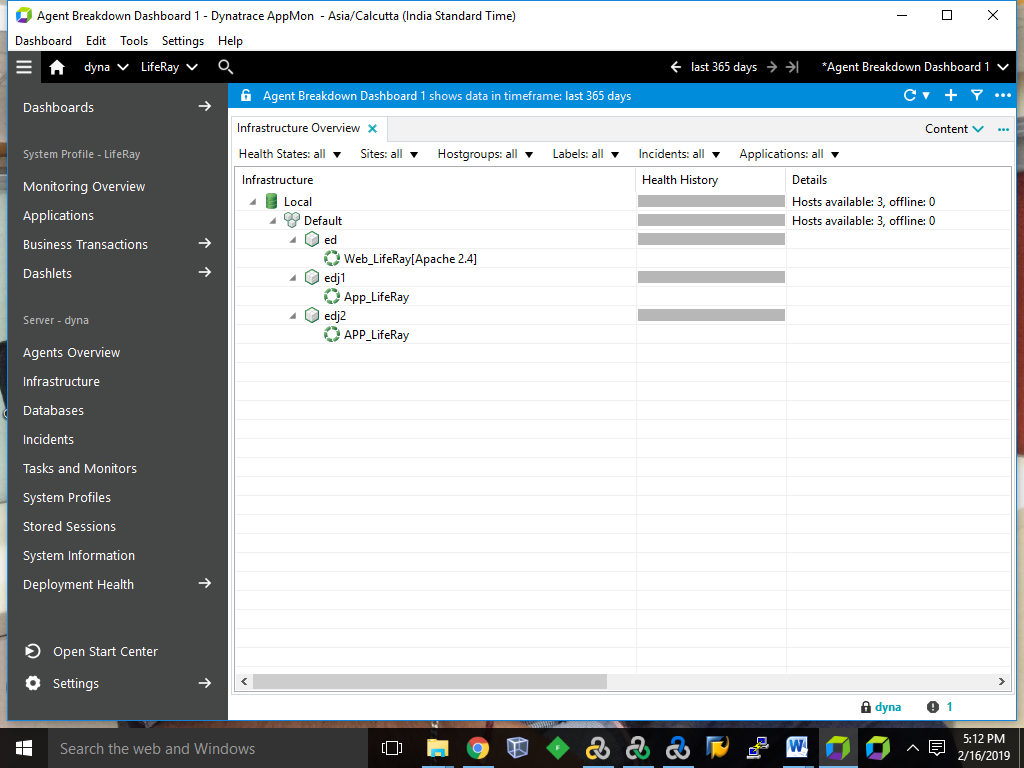 Agent Breakdown Dashboard 1 - Dynatrace AppMon - Asia/Calcutta (India Standard Time)
Dashboard Edit Tools Settings Help
dyna LifeRay last 365 days *Agent Breakdown Dashboard 1
Agent Breakdown Dashboard 1 shows data in timeframe: last 365 days
Dashboards
System Profile - LifeRay
Monitoring Overview
Applications
Business Transactions
Dashlets
Server - dyna
Agents Overview
Infrastructure
Databases
Incidents
Tasks and Monitors
System Profiles
Stored Sessions
System Information
Deployment Health
Open Start Center
Settings
Infrastructure Overview Content
Health States: all Sites: all Hostgroups: all Labels: all Incidents: all Applications: all
Infrastructure Health History Details
Local Hosts available: 3, offline: 0
Default Hosts available: 3, offline: 0
ed
Web_LifeRay[Apache 2.4]
edj1
App_LifeRay
edj2
APP_LifeRay
dyna 1
Search the web and Windows
5:12 PM
2/16/2019